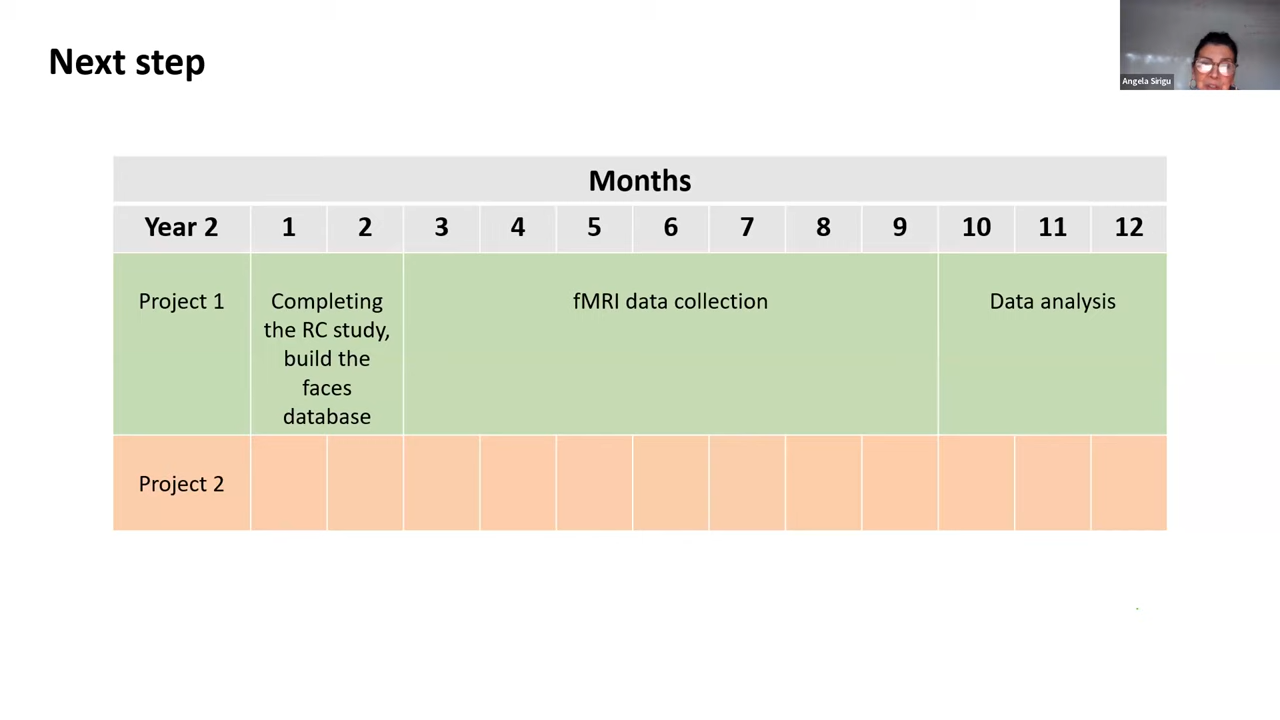 Next step
Angela Sirigu
Months
Year 2 1 2 3 4 5 6 7 8 9 10 11 12
Project 1
Completing
the RC study,
build the
faces
database
fMRI data collection
Data analysis
Project 2